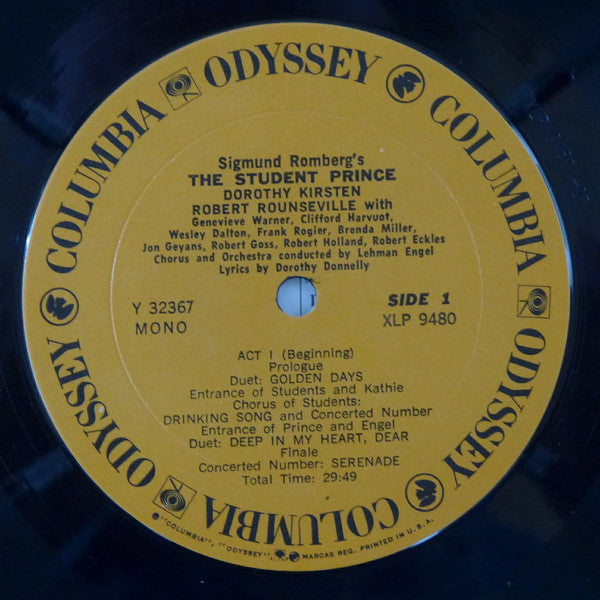 COLUMBIA ODYSSEY COLUMBIA ODYSSEY COLUMBIA COLUMBIA ODYSSEY
Sigmund Romberg's
THE STUDENT PRINCE
DOROTHY KIRSTEN
ROBERT ROUNSEVILLE with
Genevieve Warner, Clifford Harvuot,
Wesley Dalton, Frank Rogier, Brenda Miller,
Jon Geyans, Robert Goss, Robert Holland, Robert Eckles
Chorus and Orchestra conducted by Lehman Engel
Lyrics by Dorothy Donnelly
Y 32367
MONO
SIDE 1
XLP 9480
ACT I (Beginning)
Prologue
Duet: GOLDEN DAYS
Entrance of Students and Kathie
Chorus of Students:
DRINKING SONG and Concerted Number
Entrance of Prince and Engel
Duet: DEEP IN MY HEART, DEAR
Finale
Concerted Number: SERENADE
Total Time: 29:49
"COLUMBIA", "ODYSSEY", MARCAS REG. PRINTED IN U.S.A.